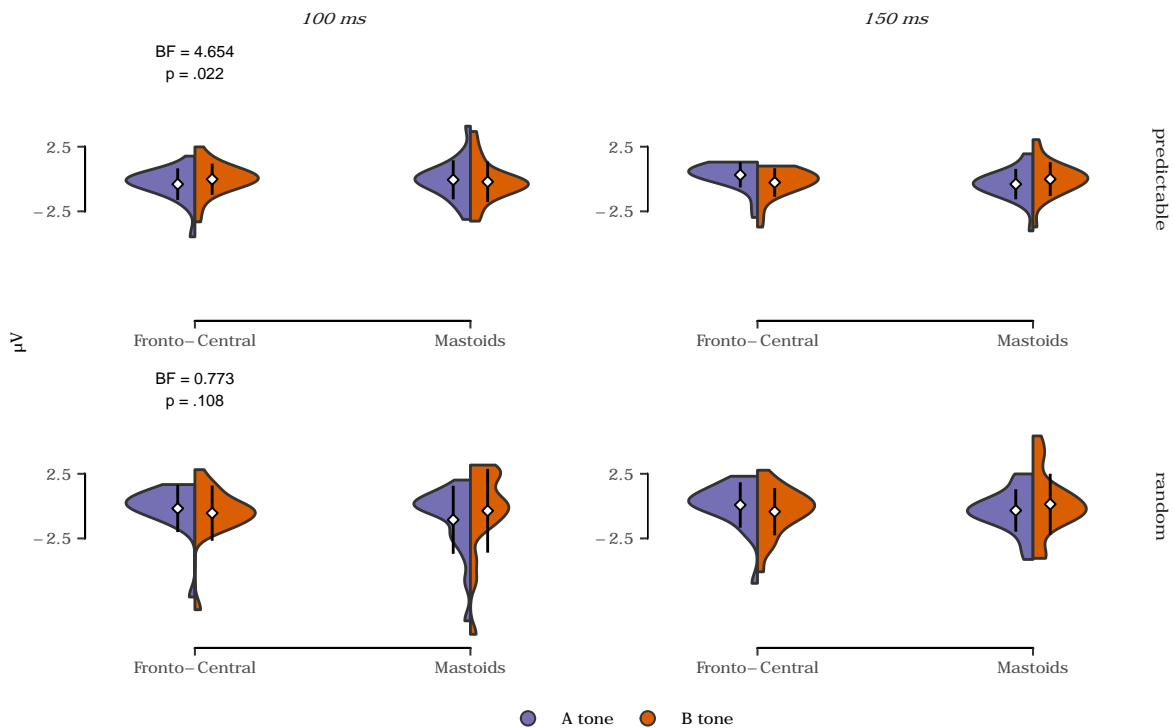 100 ms
150 ms
BF = 4.654
p = .022
2.5
−2.5
2.5
−2.5
predictable
Fronto−Central
Mastoids
Fronto−Central
Mastoids
µV
BF = 0.773
p = .108
2.5
−2.5
2.5
−2.5
random
Fronto−Central
Mastoids
Fronto−Central
Mastoids
A tone
B tone